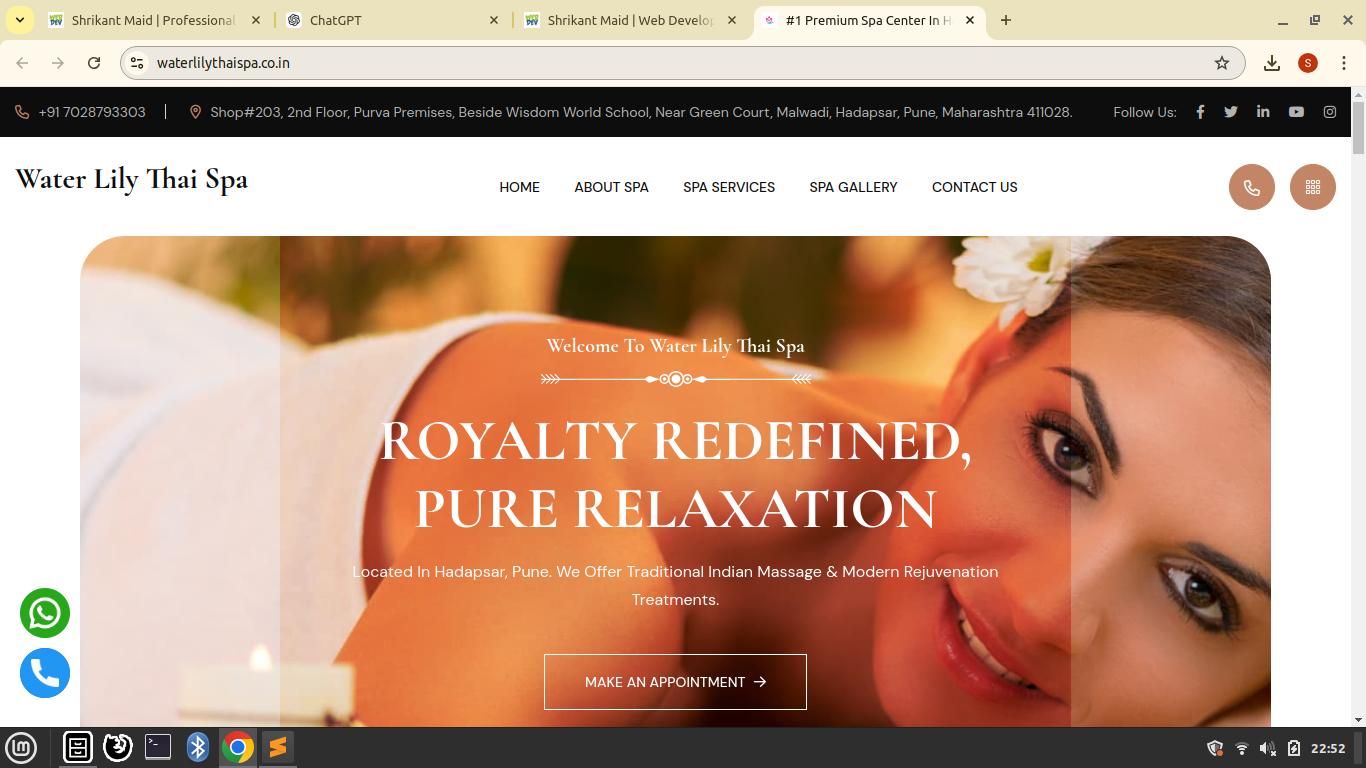 Shrikant Maid | Professional
ChatGPT
Shrikant Maid | Web Develop
#1 Premium Spa Center In H
waterlilythaispa.co.in
S
+91 7028793303
Shop#203, 2nd Floor, Purva Premises, Beside Wisdom World School, Near Green Court, Malwadi, Hadapsar, Pune, Maharashtra 411028.
Follow Us:
Water Lily Thai Spa
HOME ABOUT SPA SPA SERVICES SPA GALLERY CONTACT US
Welcome To Water Lily Thai Spa
ROYALTY REDEFINED,
PURE RELAXATION
Located In Hadapsar, Pune. We Offer Traditional Indian Massage & Modern Rejuvenation
Treatments.
MAKE AN APPOINTMENT
22:52